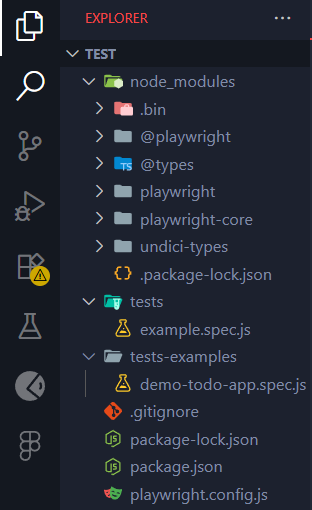 EXPLORER
TEST
node_modules
.bin
@playwright
TS @types
playwright
playwright-core
undici-types
{} .package-lock.json
tests
example.spec.js
tests-examples
demo-todo-app.spec.js
.gitignore
package-lock.json
package.json
playwright.config.js